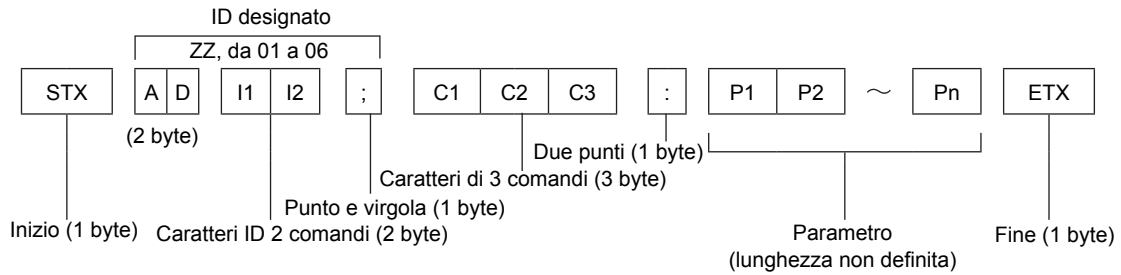 ID designato
ZZ, da 01 a 06
STX A D I1 I2 ; C1 C2 C3 : P1 P2 ～ Pn ETX
(2 byte)
Due punti (1 byte)
Caratteri di 3 comandi (3 byte)
Punto e virgola (1 byte)
Inizio (1 byte) Caratteri ID 2 comandi (2 byte) Parametro Fine (1 byte)
(lunghezza non definita)